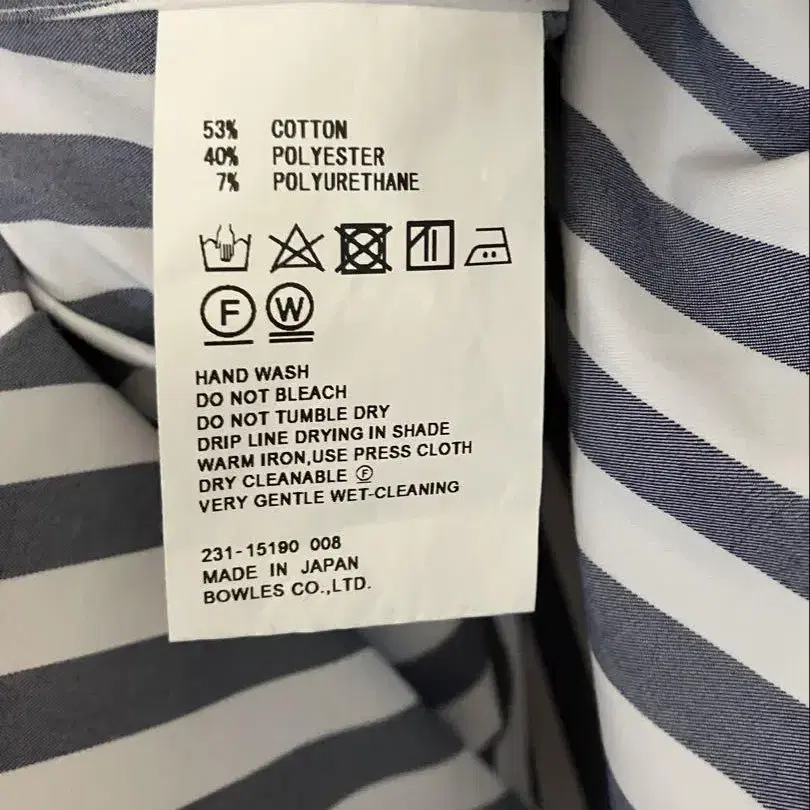 53% COTTON
40% POLYESTER
7% POLYURETHANE
F W
HAND WASH
DO NOT BLEACH
DO NOT TUMBLE DRY
DRIP LINE DRYING IN SHADE
WARM IRON,USE PRESS CLOTH
DRY CLEANABLE Ⓕ
VERY GENTLE WET-CLEANING
231-15190 008
MADE IN JAPAN
BOWLES CO.,LTD.